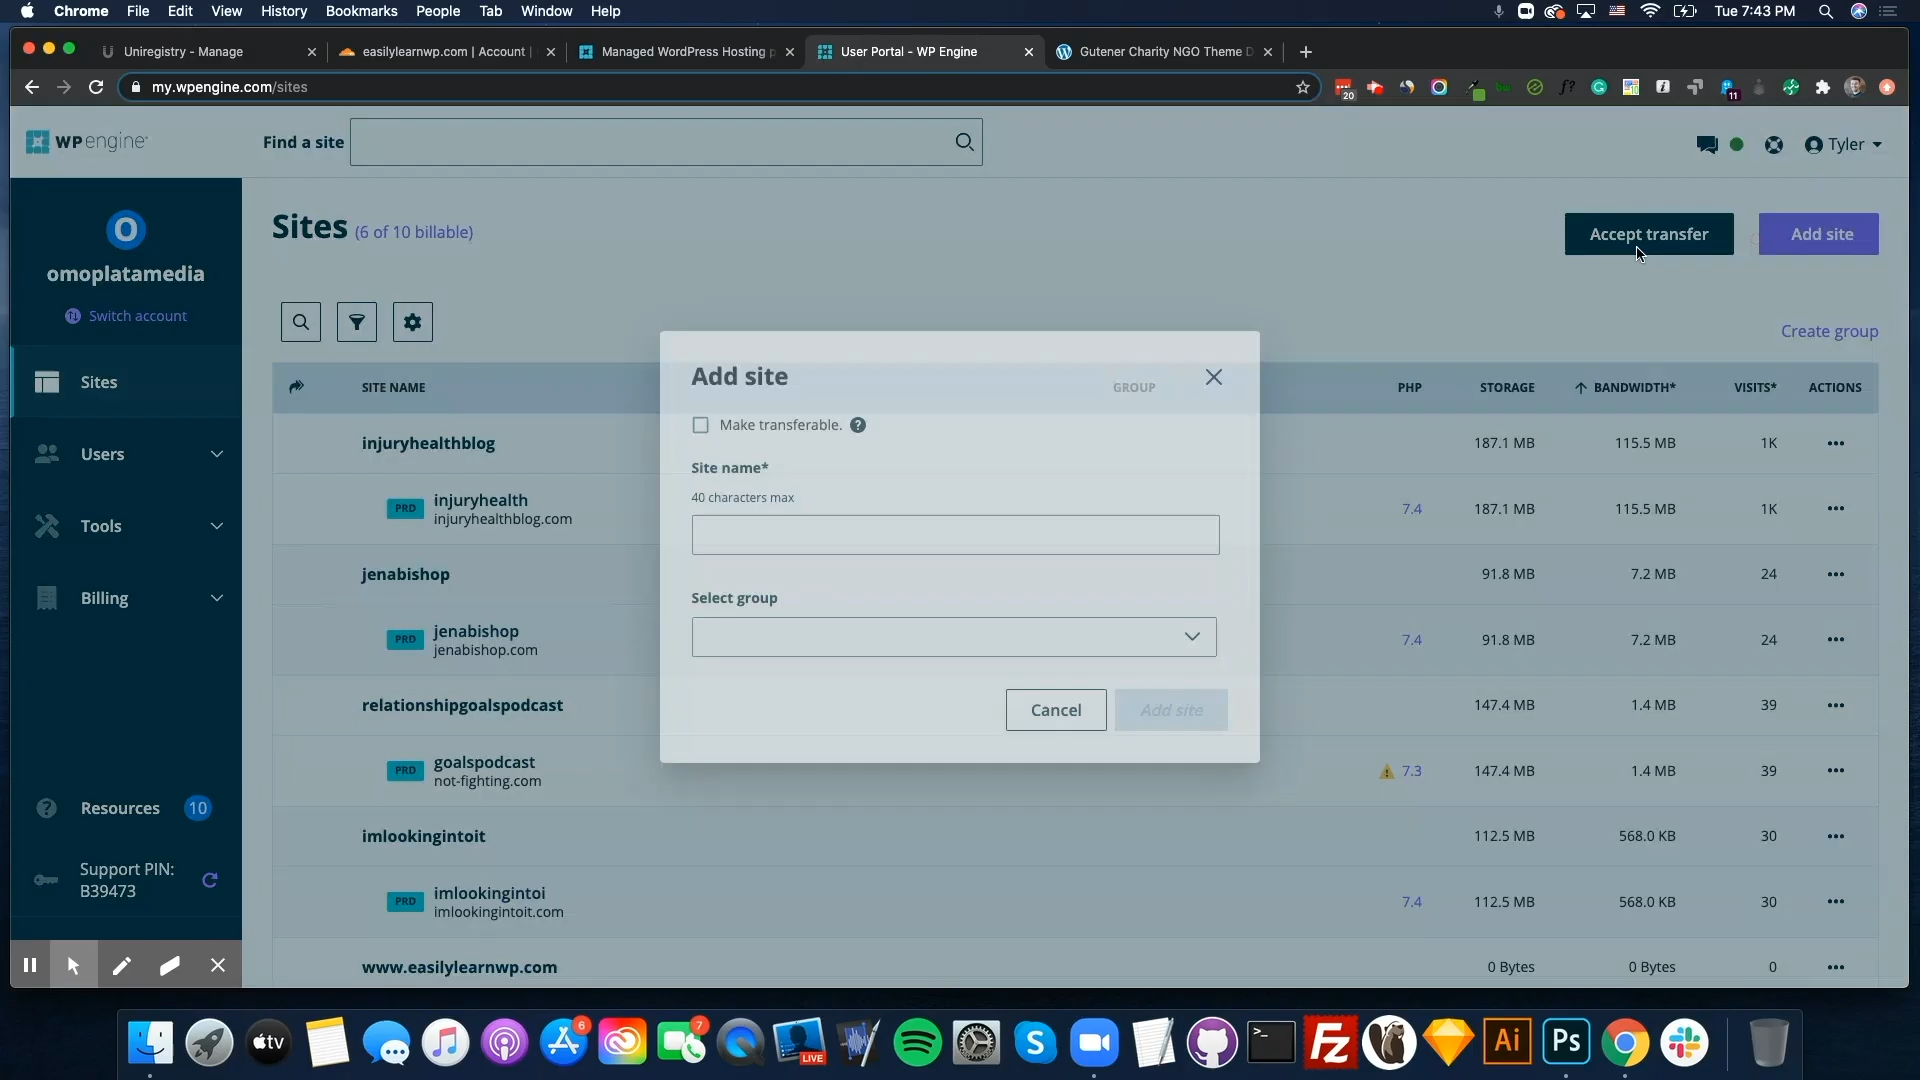 Chrome File Edit View History Bookmarks People Tab Window Help
Tue 7:43 PM
Uniregistry - Manage
easilylearnwp.com | Account |
Managed WordPress Hosting p
User Portal - WP Engine
Gutener Charity NGO Theme D
my.wpengine.com/sites
20
11
WP engine
Find a site
Tyler
O
omoplatamedia
Switch account
Sites
Users
Tools
Billing
Resources 10
Support PIN:
B39473
Sites (6 of 10 billable)
Accept transfer
Add site
Create group
SITE NAME GROUP PHP STORAGE BANDWIDTH* VISITS* ACTIONS
injuryhealthblog 187.1 MB 115.5 MB 1K
PRD injuryhealth 7.4 187.1 MB 115.5 MB 1K
injuryhealthblog.com
jenabishop 91.8 MB 7.2 MB 24
PRD jenabishop 7.4 91.8 MB 7.2 MB 24
jenabishop.com
relationshipgoalspodcast 147.4 MB 1.4 MB 39
PRD goalspodcast 7.3 147.4 MB 1.4 MB 39
not-fighting.com
imlookingintoit 112.5 MB 568.0 KB 30
PRD imlookingintoi 7.4 112.5 MB 568.0 KB 30
imlookingintoit.com
www.easilylearnwp.com 0 Bytes 0 Bytes 0
Add site
Make transferable. ?
Site name*
40 characters max
Select group
Cancel
Add site
tv
6
7
LIVE
S
Fz
Ai
Ps